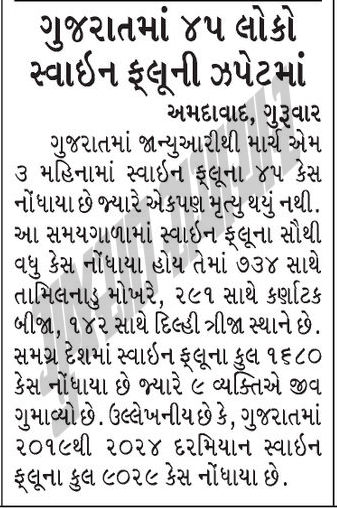 ગુજરાતમાં ૪૫ લોકો
સ્વાઇન ફ્લૂની ઝપેટમાં
અમદાવાદ, ગુરૂવાર
ગુજરાતમાં જાન્યુઆરીથી માર્ચ એમ
૩ મહિનામાં સ્વાઇન ફ્લૂના ૪૫ કેસ
નોંધાયા છે જ્યારે એકપણ મૃત્યુ થયું નથી.
આ સમયગાળામાં સ્વાઇન ફ્લૂના સૌથી
વધુ કેસ નોંધાયા હોય તેમાં ૭૩૪ સાથે
તામિલનાડુ મોખરે, ૨૯૧ સાથે કર્ણાટક
બીજા, ૧૪૨ સાથે દિલ્હી ત્રીજા સ્થાને છે.
સમગ્ર દેશમાં સ્વાઇન ફ્લૂના કુલ ૧૬૮૦
કેસ નોંધાયા છે જ્યારે ૯ વ્યક્તિએ જીવ
ગુમાવ્યો છે. ઉલ્લેખનીય છે કે, ગુજરાતમાં
૨૦૧૯થી ૨૦૨૪ દરમિયાન સ્વાઇન
ફ્લૂના કુલ ૯૦૨૯ કેસ નોંધાયા છે.